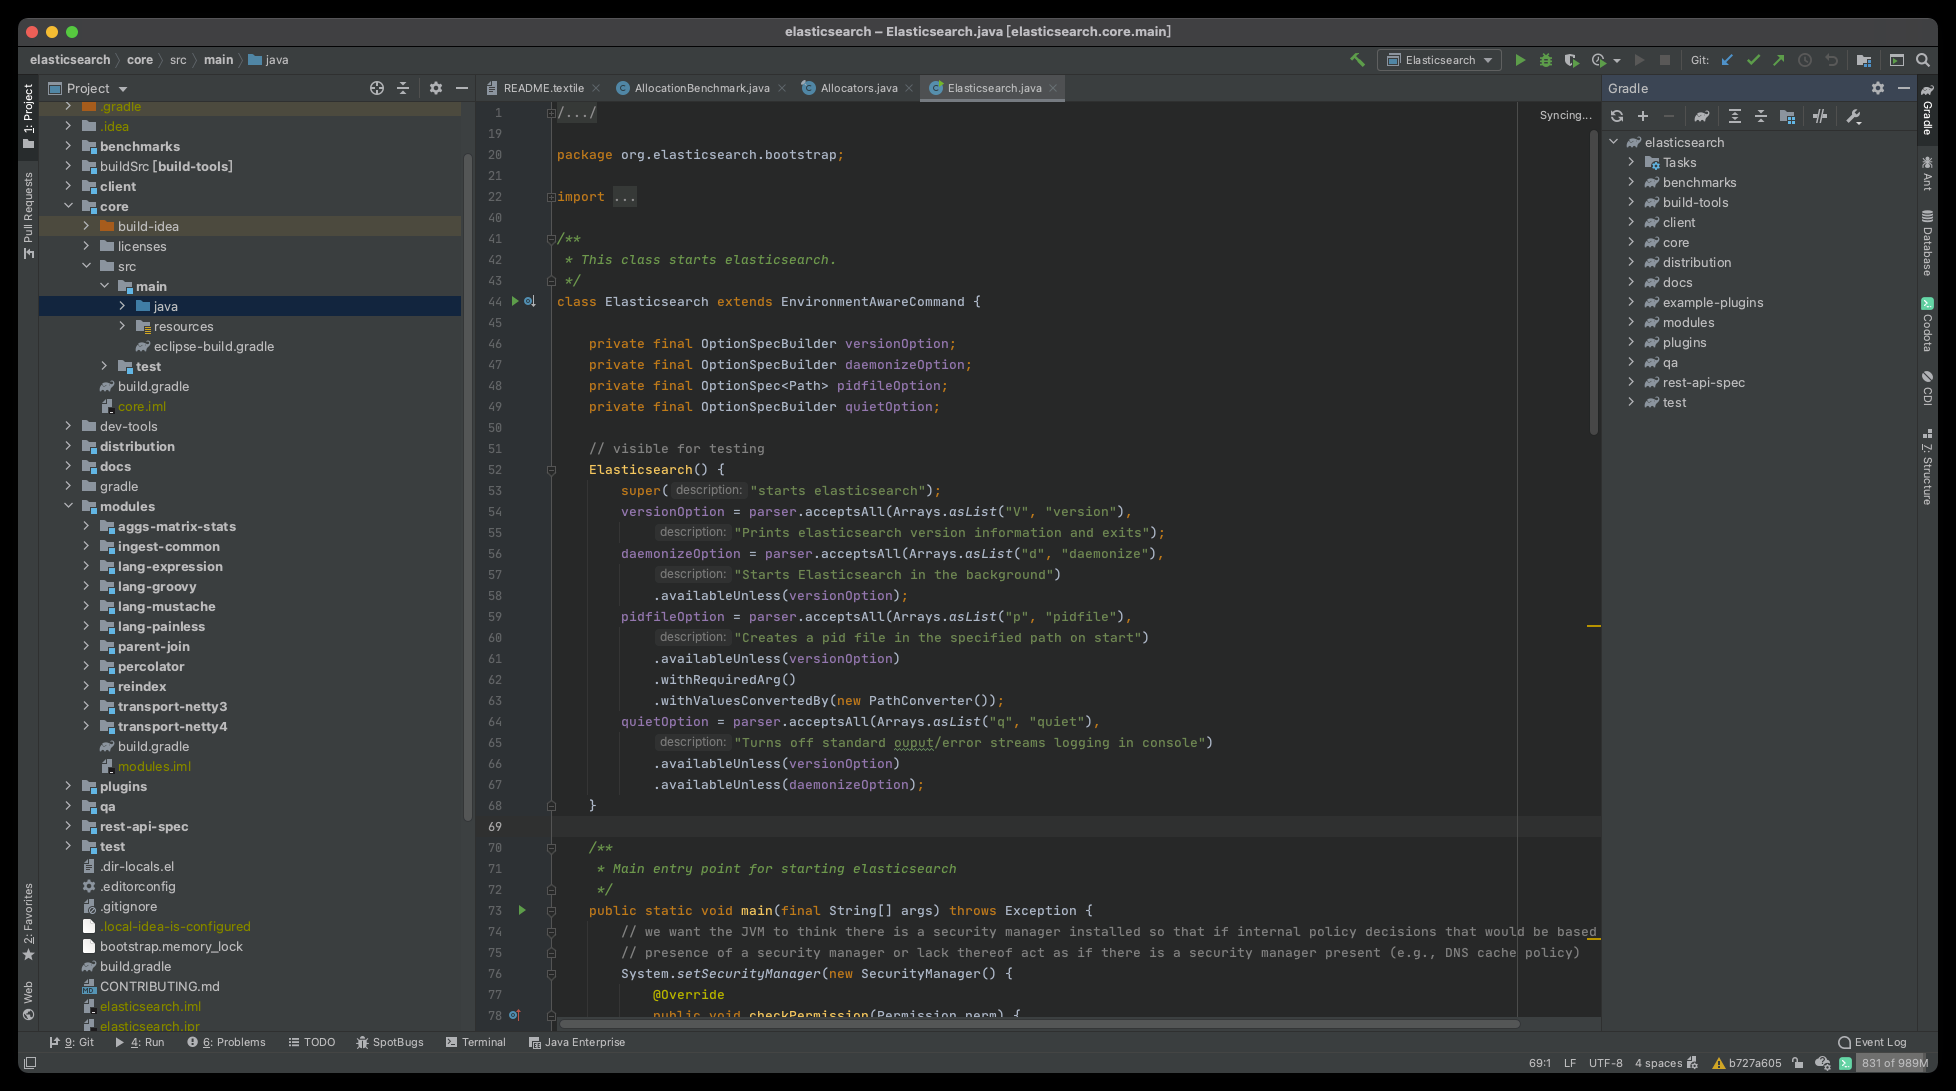 elasticsearch – Elasticsearch.java [elasticsearch.core.main]
elasticsearch core src main java
Elasticsearch Git:
1: Project
Pull Requests
2: Favorites
Web
Project
.gradle
.idea
benchmarks
buildSrc [build-tools]
client
core
build-idea
licenses
src
main
java
resources
eclipse-build.gradle
test
build.gradle
core.iml
dev-tools
distribution
docs
gradle
modules
aggs-matrix-stats
ingest-common
lang-expression
lang-groovy
lang-mustache
lang-painless
parent-join
percolator
reindex
transport-netty3
transport-netty4
build.gradle
modules.iml
plugins
qa
rest-api-spec
test
.dir-locals.el
.editorconfig
.gitignore
.local-idea-is-configured
bootstrap.memory_lock
build.gradle
CONTRIBUTING.md
elasticsearch.iml
elasticsearch.ipr
README.textile AllocationBenchmark.java Allocators.java Elasticsearch.java
Syncing...
1 /.../
19
20 package org.elasticsearch.bootstrap;
21
22 import ...
40
41 /**
42 * This class starts elasticsearch.
43 */
44 class Elasticsearch extends EnvironmentAwareCommand {
45
46 private final OptionSpecBuilder versionOption;
47 private final OptionSpecBuilder daemonizeOption;
48 private final OptionSpec<Path> pidfileOption;
49 private final OptionSpecBuilder quietOption;
50
51 // visible for testing
52 Elasticsearch() {
53 super( description: "starts elasticsearch");
54 versionOption = parser.acceptsAll(Arrays.asList("V", "version"),
55 description: "Prints elasticsearch version information and exits");
56 daemonizeOption = parser.acceptsAll(Arrays.asList("d", "daemonize"),
57 description: "Starts Elasticsearch in the background")
58 .availableUnless(versionOption);
59 pidfileOption = parser.acceptsAll(Arrays.asList("p", "pidfile"),
60 description: "Creates a pid file in the specified path on start")
61 .availableUnless(versionOption)
62 .withRequiredArg()
63 .withValuesConvertedBy(new PathConverter());
64 quietOption = parser.acceptsAll(Arrays.asList("q", "quiet"),
65 description: "Turns off standard ouput/error streams logging in console")
66 .availableUnless(versionOption)
67 .availableUnless(daemonizeOption);
68 }
69
70 /**
71 * Main entry point for starting elasticsearch
72 */
73 public static void main(final String[] args) throws Exception {
74 // we want the JVM to think there is a security manager installed so that if internal policy decisions that would be based
75 // presence of a security manager or lack thereof act as if there is a security manager present (e.g., DNS cache policy)
76 System.setSecurityManager(new SecurityManager() {
77 @Override
78 public void checkPermission(Permission perm) {
Gradle
elasticsearch
Tasks
benchmarks
build-tools
client
core
distribution
docs
example-plugins
modules
plugins
qa
rest-api-spec
test
Gradle
Ant
Database
Codota
CDI
7: Structure
9: Git 4: Run 6: Problems TODO SpotBugs Terminal Java Enterprise Event Log
69:1 LF UTF-8 4 spaces b727a605 831 of 989M